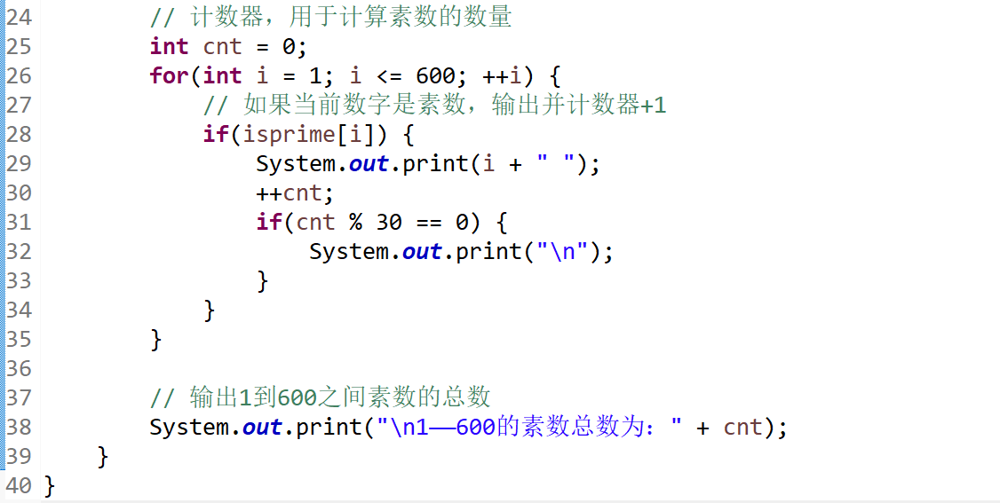 24 // 计数器，用于计算素数的数量
25 int cnt = 0;
26 for(int i = 1; i <= 600; ++i) {
27 // 如果当前数字是素数，输出并计数器+1
28 if(isprime[i]) {
29 System.out.print(i + " ");
30 ++cnt;
31 if(cnt % 30 == 0) {
32 System.out.print("\n");
33 }
34 }
35 }
36
37 // 输出1到600之间素数的总数
38 System.out.print("\n1——600的素数总数为：" + cnt);
39 }
40 }